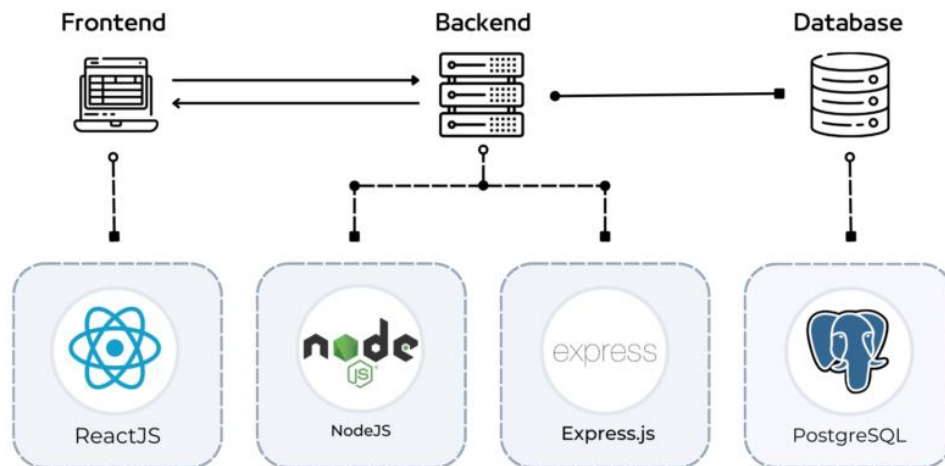 Frontend
Backend
Database
node
JS
express
ReactJS
NodeJS
Express.js
PostgreSQL